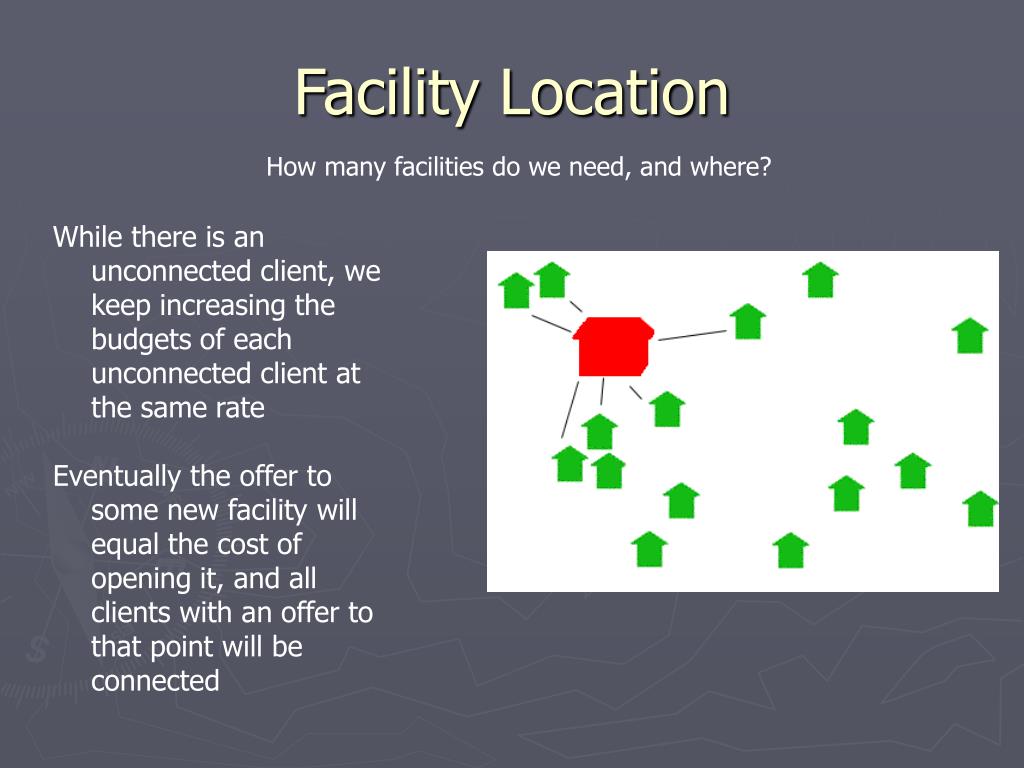 Facility Location
How many facilities do we need, and where?
While there is an
unconnected client, we
keep increasing the
budgets of each
unconnected client at
the same rate
Eventually the offer to
some new facility will
equal the cost of
opening it, and all
clients with an offer to
that point will be
connected
S